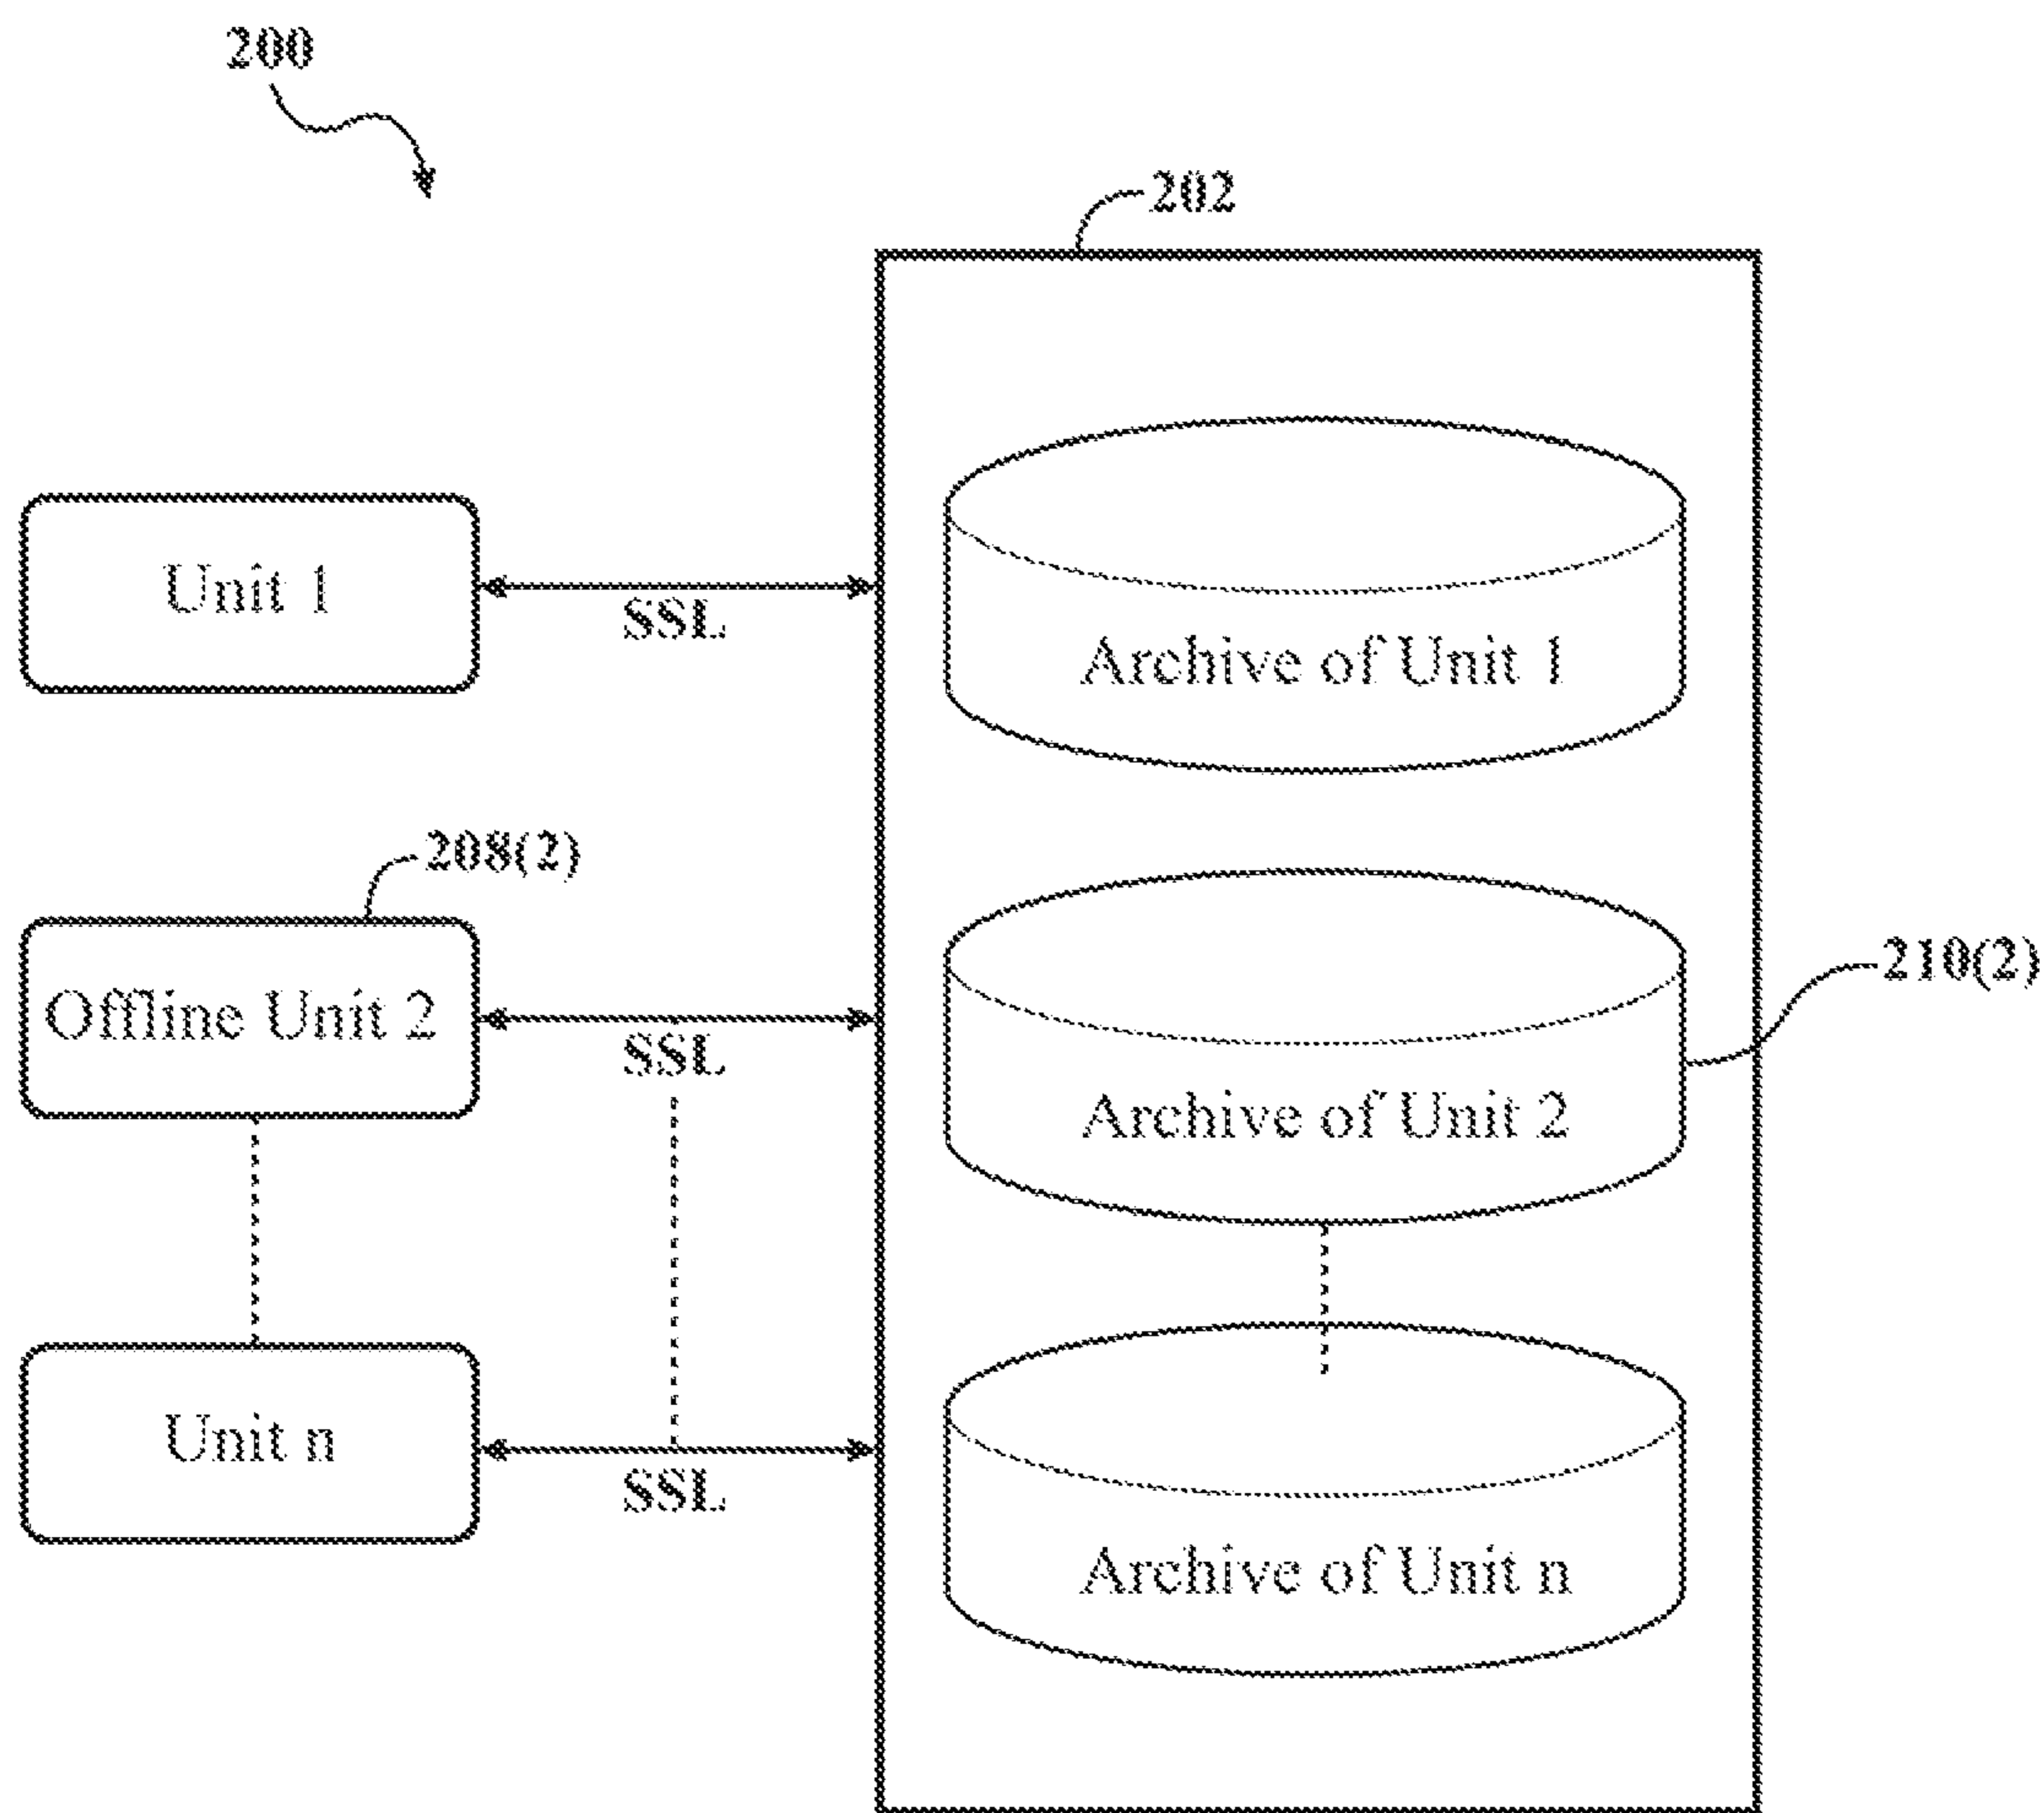 200
202
Unit 1
SSL
Archive of Unit 1
208(2)
Offline Unit 2
SSL
Archive of Unit 2
210(2)
Unit n
SSL
Archive of Unit n